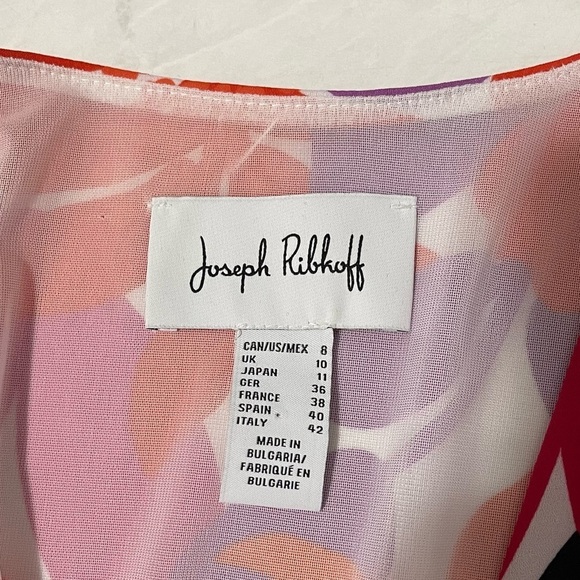 Joseph Ribkoff
CAN/US/MEX 8
UK 10
JAPAN 11
GER 36
FRANCE 38
SPAIN 40
ITALY 42
MADE IN
BULGARIA/
FABRIQUÉ EN
BULGARIE